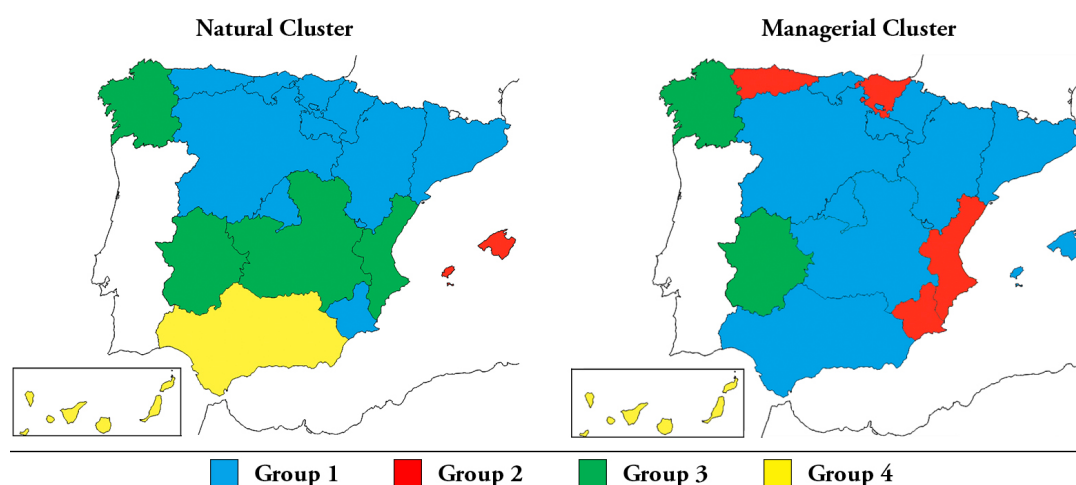 Natural Cluster
Managerial Cluster
Group 1
Group 2
Group 3
Group 4